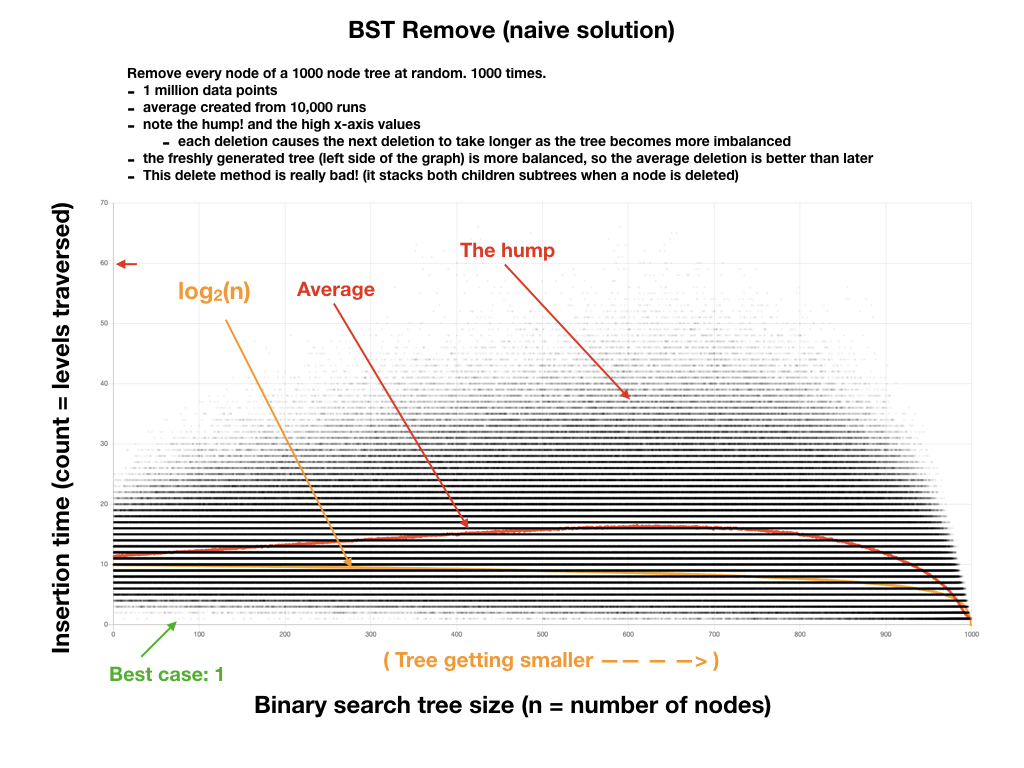 BST Remove (naive solution)
Remove every node of a 1000 node tree at random. 1000 times.
- 1 million data points
- average created from 10,000 runs
- note the hump! and the high x-axis values
- each deletion causes the next deletion to take longer as the tree becomes more imbalanced
- the freshly generated tree (left side of the graph) is more balanced, so the average deletion is better than later
- This delete method is really bad! (it stacks both children subtrees when a node is deleted)
Insertion time (count = levels traversed)
70
60
50
40
30
20
10
0
The hump
log₂(n)
Average
0 100 200 300 400 500 600 700 800 900 1000
( Tree getting smaller —— — —> )
Best case: 1
Binary search tree size (n = number of nodes)